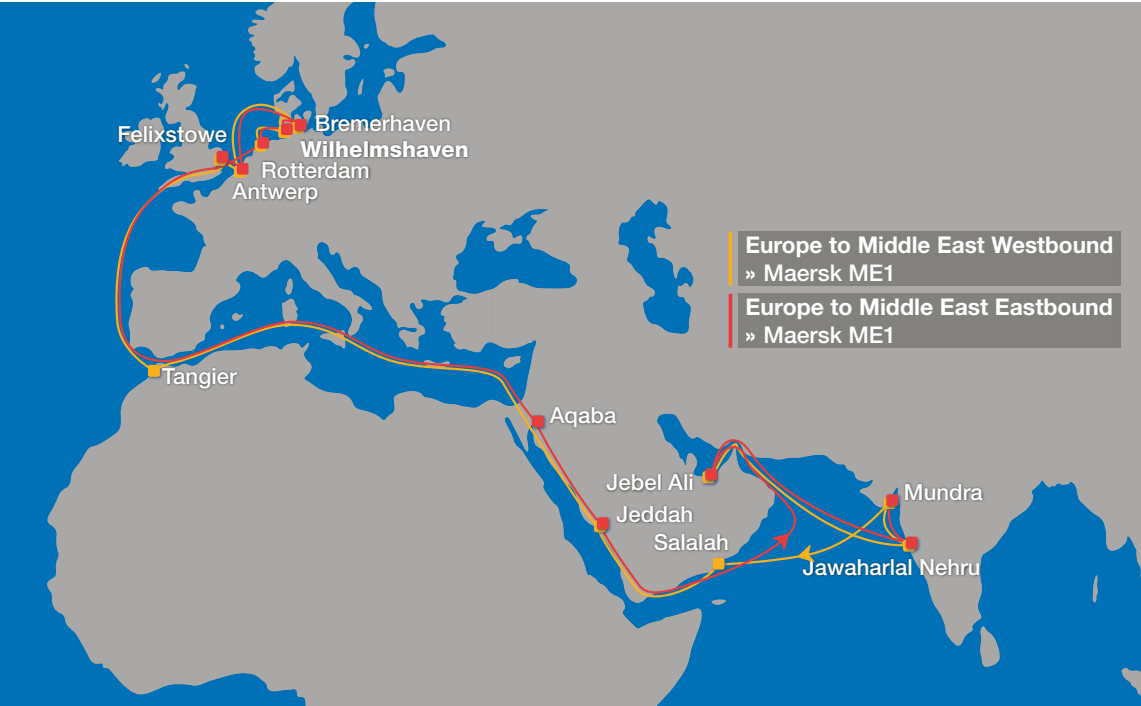 Felixstowe
Bremerhaven
Wilhelmshaven
Rotterdam
Antwerp
Europe to Middle East Westbound
» Maersk ME1
Europe to Middle East Eastbound
» Maersk ME1
Tangier
Aqaba
Jebel Ali
Mundra
Jeddah
Salalah
Jawaharlal Nehru